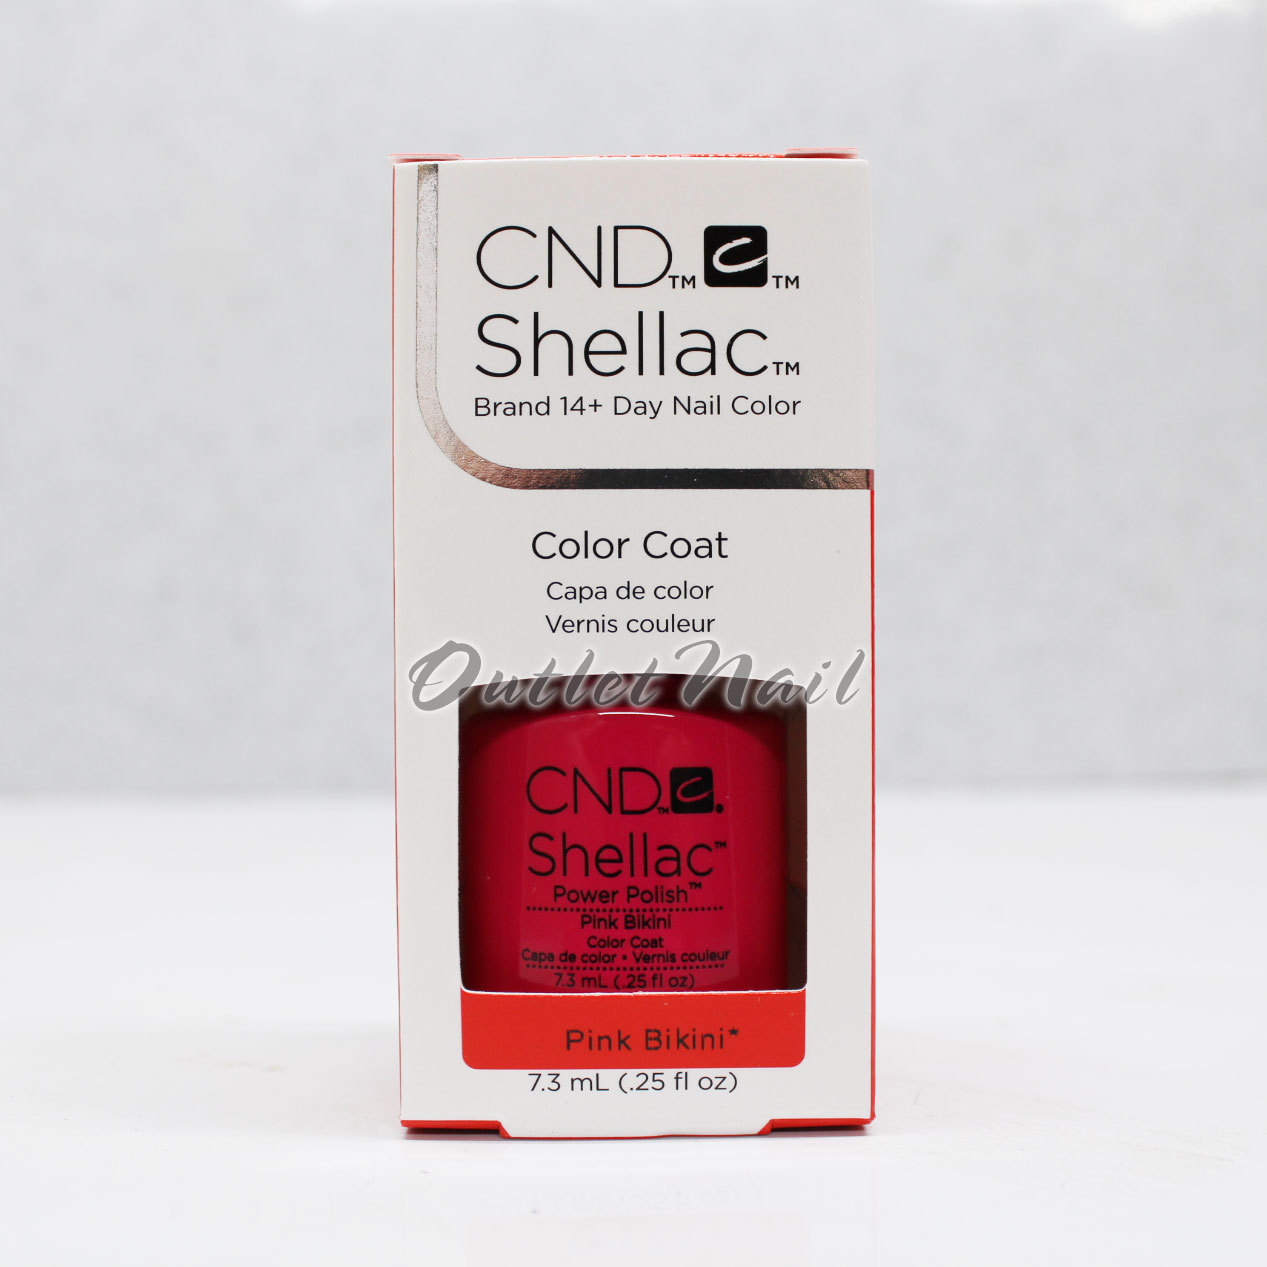 CND™ C™
Shellac™
Brand 14+ Day Nail Color
Color Coat
Capa de color
Vernis couleur
Outlet Nail
CND™ C.
Shellac™
Power Polish™
Pink Bikini
Color Coat
Capa de color • Vernis couleur
7.3 mL (.25 fl oz)
Pink Bikini*
7.3 mL (.25 fl oz)